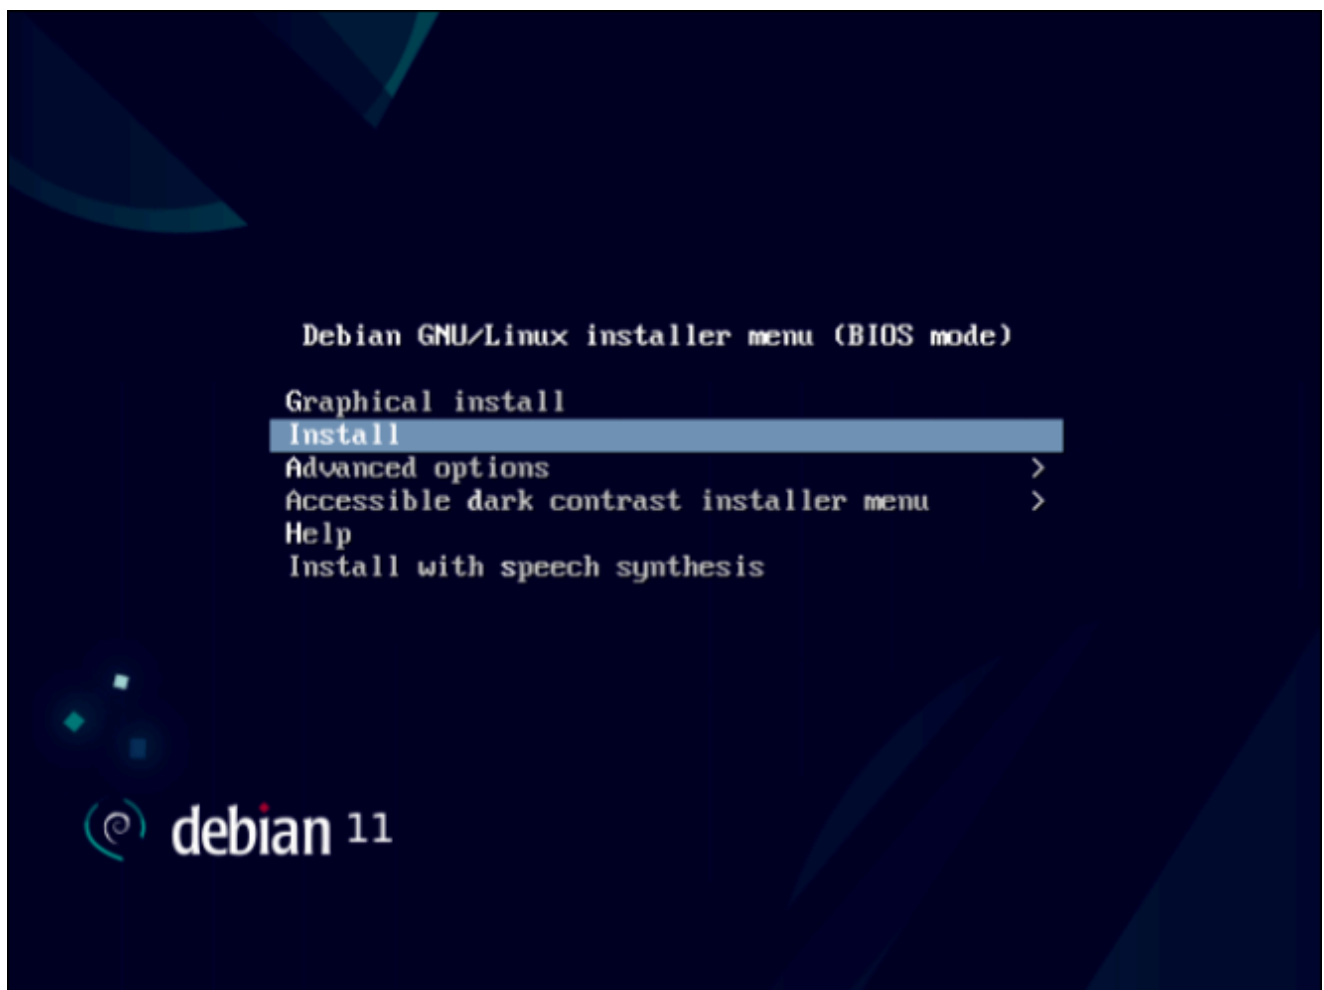 Debian GNU/Linux installer menu (BIOS mode)
Graphical install
Install
Advanced options >
Accessible dark contrast installer menu >
Help
Install with speech synthesis
debian 11